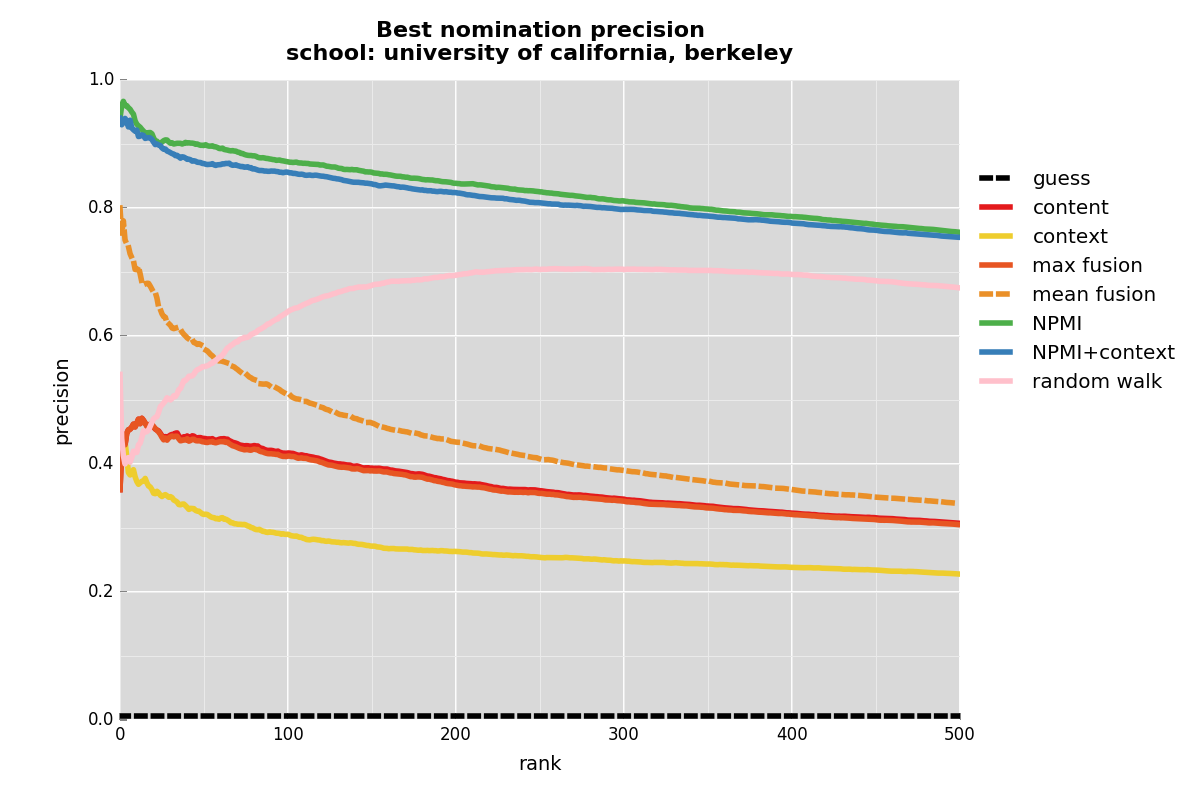 Best nomination precision
school: university of california, berkeley
precision
1.0
0.8
0.6
0.4
0.2
0.0
0 100 200 300 400 500
rank
guess
content
context
max fusion
mean fusion
NPMI
NPMI+context
random walk